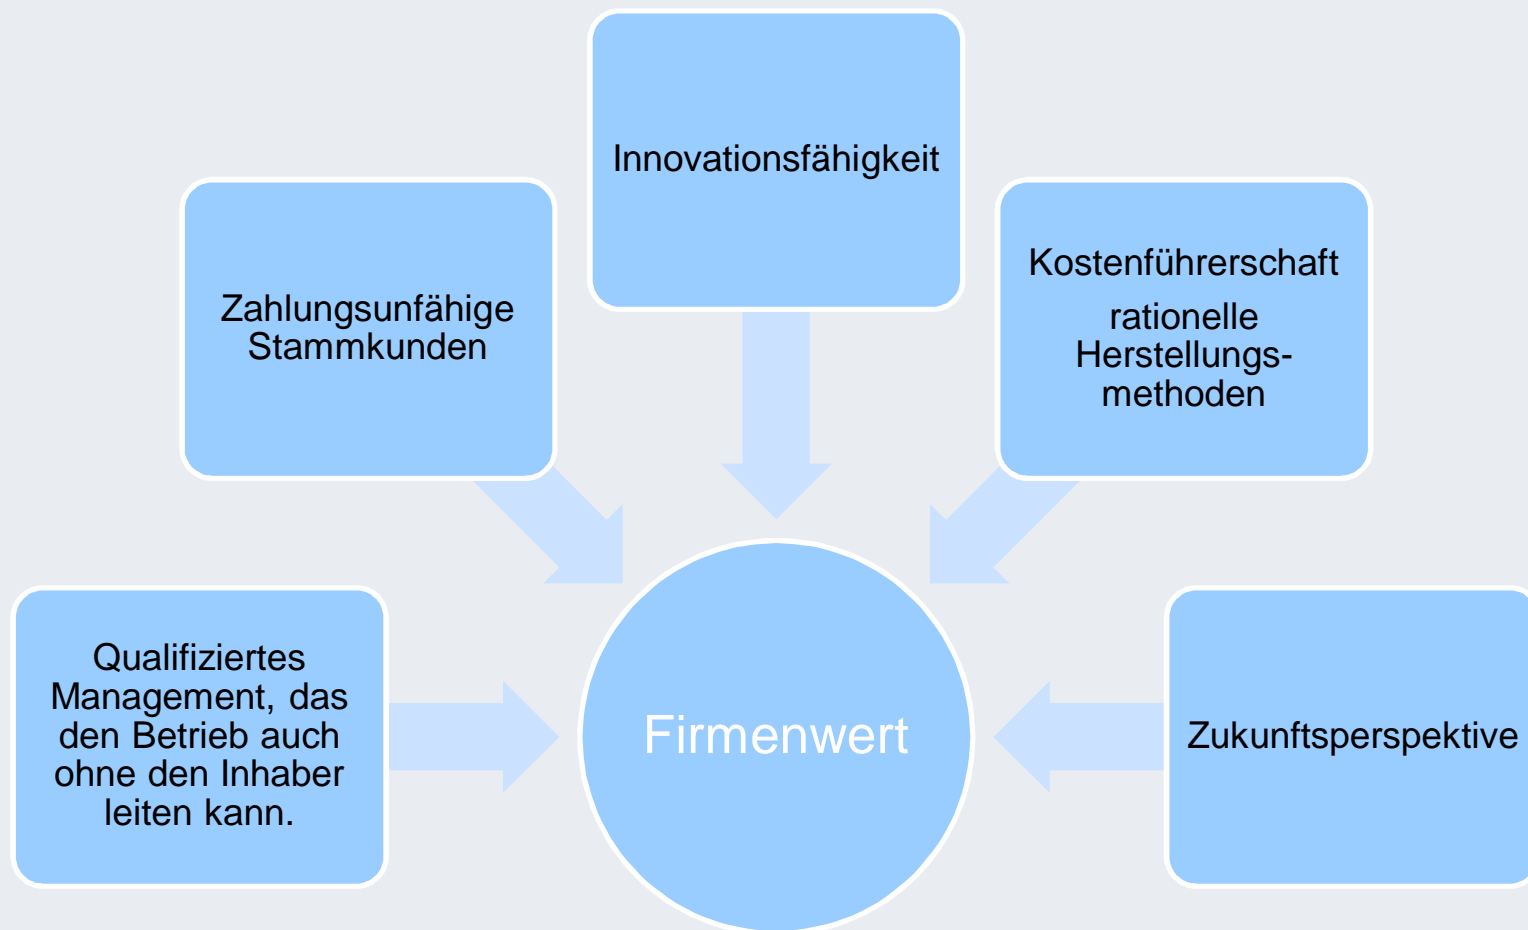 Innovationsfähigkeit
Zahlungsunfähige
Stammkunden
Kostenführerschaft
rationelle
Herstellungs-
methoden
Qualifiziertes
Management, das
den Betrieb auch
ohne den Inhaber
leiten kann.
Firmenwert
Zukunftsperspektive